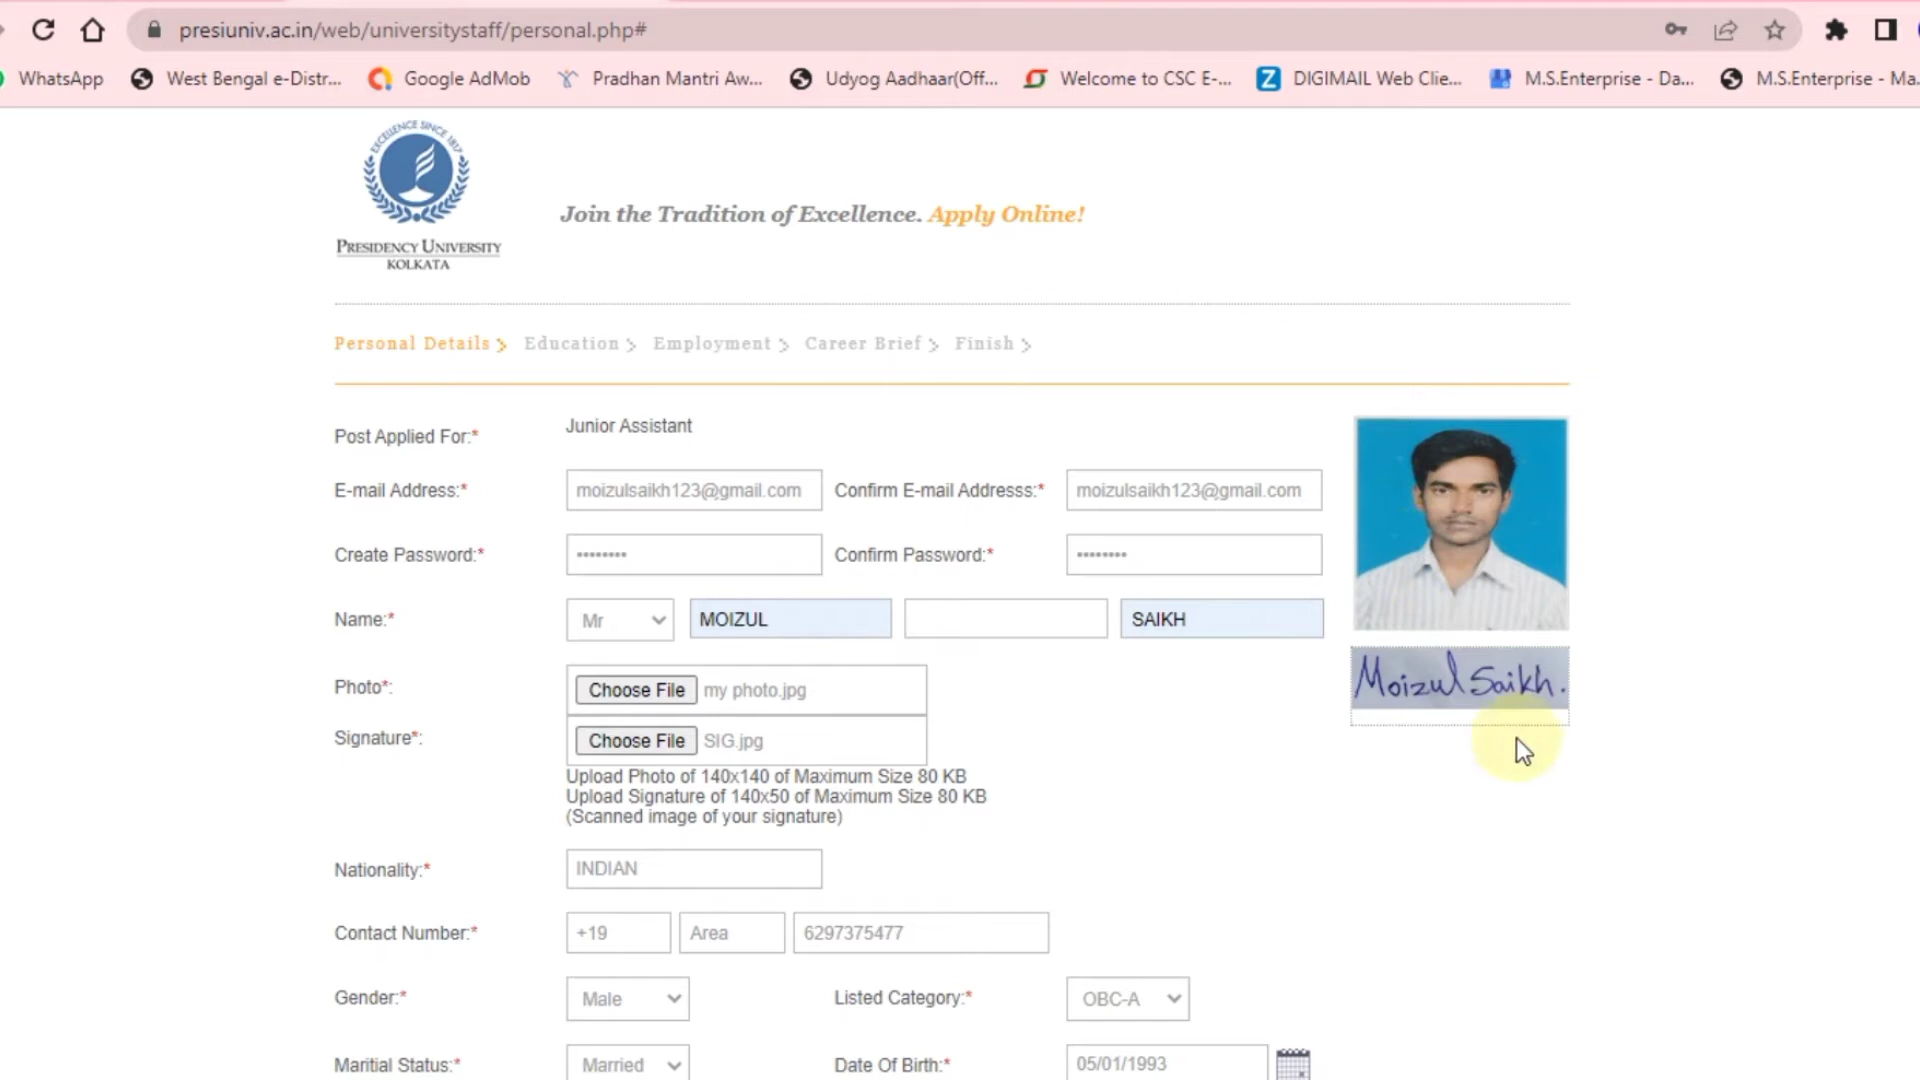 presiuniv.ac.in/web/universitystaff/personal.php#
WhatsApp West Bengal e-Distr... Google AdMob Pradhan Mantri Aw... Udyog Aadhaar(Off... Welcome to CSC E-... DIGIMAIL Web Clie... M.S.Enterprise - Da... M.S.Enterprise - Ma...
EXCELLENCE SINCE 1817
PRESIDENCY UNIVERSITY
KOLKATA
Join the Tradition of Excellence. Apply Online!
Personal Details Education Employment Career Brief Finish
Post Applied For:* Junior Assistant
E-mail Address:* moizulsaikh123@gmail.com Confirm E-mail Addresss:* moizulsaikh123@gmail.com
Create Password:* •••••••• Confirm Password:* ••••••••
Name:* Mr MOIZUL SAIKH
Moizul Saikh.
Photo*: Choose File my photo.jpg
Signature*: Choose File SIG.jpg
Upload Photo of 140x140 of Maximum Size 80 KB
Upload Signature of 140x50 of Maximum Size 80 KB
(Scanned image of your signature)
Nationality:* INDIAN
Contact Number:* +19 Area 6297375477
Gender:* Male Listed Category:* OBC-A
Maritial Status:* Married Date Of Birth:* 05/01/1993